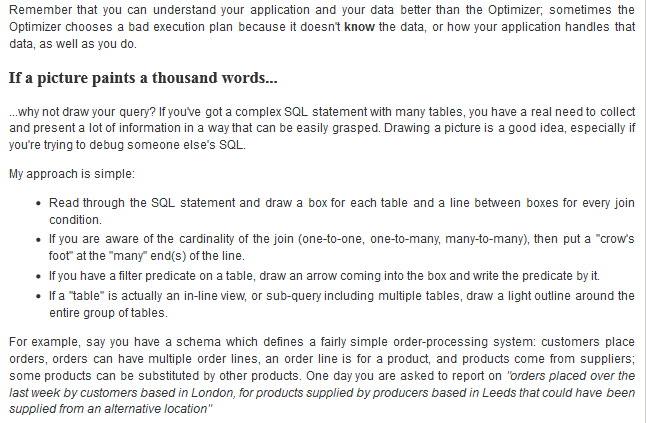 Remember that you can understand your application and your data better than the Optimizer; sometimes the
Optimizer chooses a bad execution plan because it doesn't know the data, or how your application handles that
data, as well as you do.
If a picture paints a thousand words...
...why not draw your query? If you've got a complex SQL statement with many tables, you have a real need to collect
and present a lot of information in a way that can be easily grasped. Drawing a picture is a good idea, especially if
you're trying to debug someone else's SQL.
My approach is simple:
• Read through the SQL statement and draw a box for each table and a line between boxes for every join
condition.
• If you are aware of the cardinality of the join (one-to-one, one-to-many, many-to-many), then put a "crow's
foot" at the "many" end(s) of the line.
• If you have a filter predicate on a table, draw an arrow coming into the box and write the predicate by it.
• If a "table" is actually an in-line view, or sub-query including multiple tables, draw a light outline around the
entire group of tables.
For example, say you have a schema which defines a fairly simple order-processing system: customers place
orders, orders can have multiple order lines, an order line is for a product, and products come from suppliers;
some products can be substituted by other products. One day you are asked to report on "orders placed over the
last week by customers based in London, for products supplied by producers based in Leeds that could have been
supplied from an alternative location"